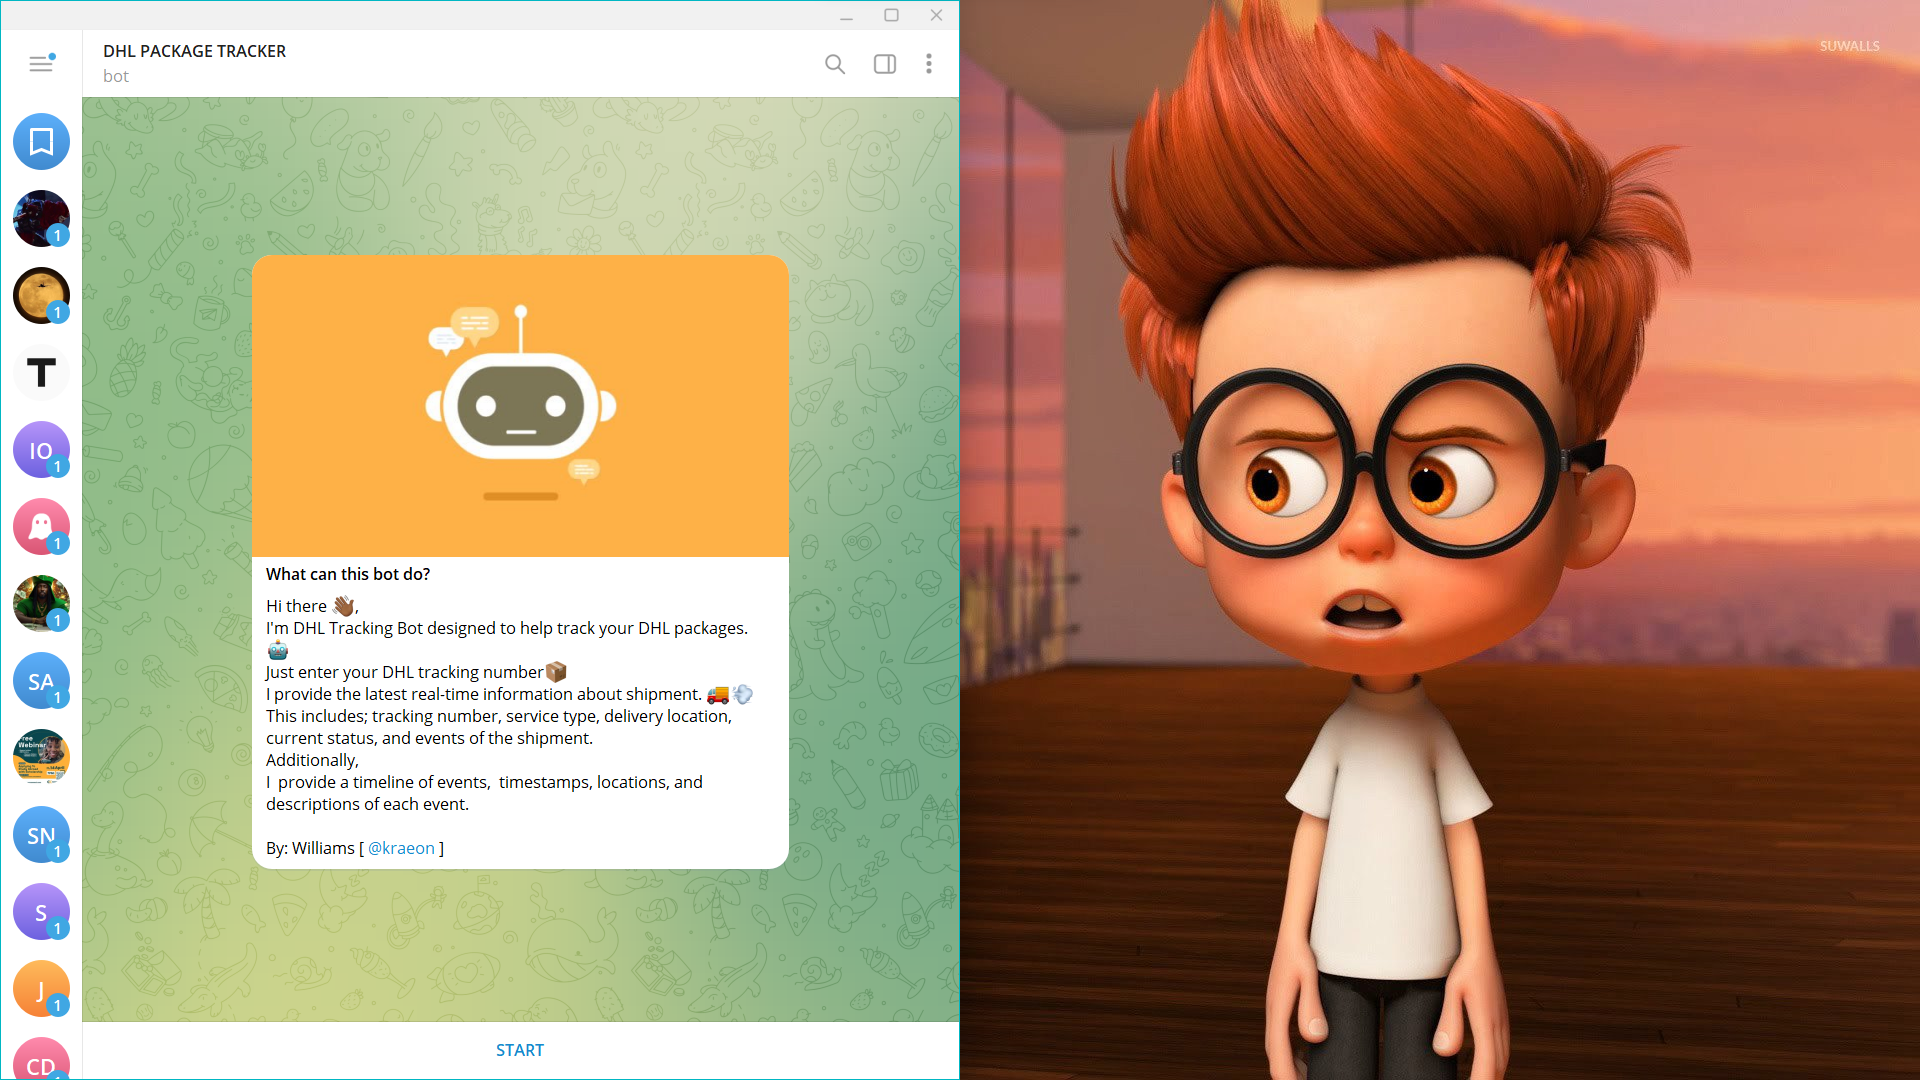 DHL PACKAGE TRACKER
bot
SUWALLS
1
1
T
IO
1
1
1
SA
1
Free
Webinar
SN
1
S
1
J
1
CD
What can this bot do?
Hi there 👋🏾,
I'm DHL Tracking Bot designed to help track your DHL packages.
🤖
Just enter your DHL tracking number📦
I provide the latest real-time information about shipment. 🚚💨
This includes; tracking number, service type, delivery location,
current status, and events of the shipment.
Additionally,
I  provide a timeline of events,  timestamps, locations, and
descriptions of each event.
By: Williams [ @kraeon ]
START